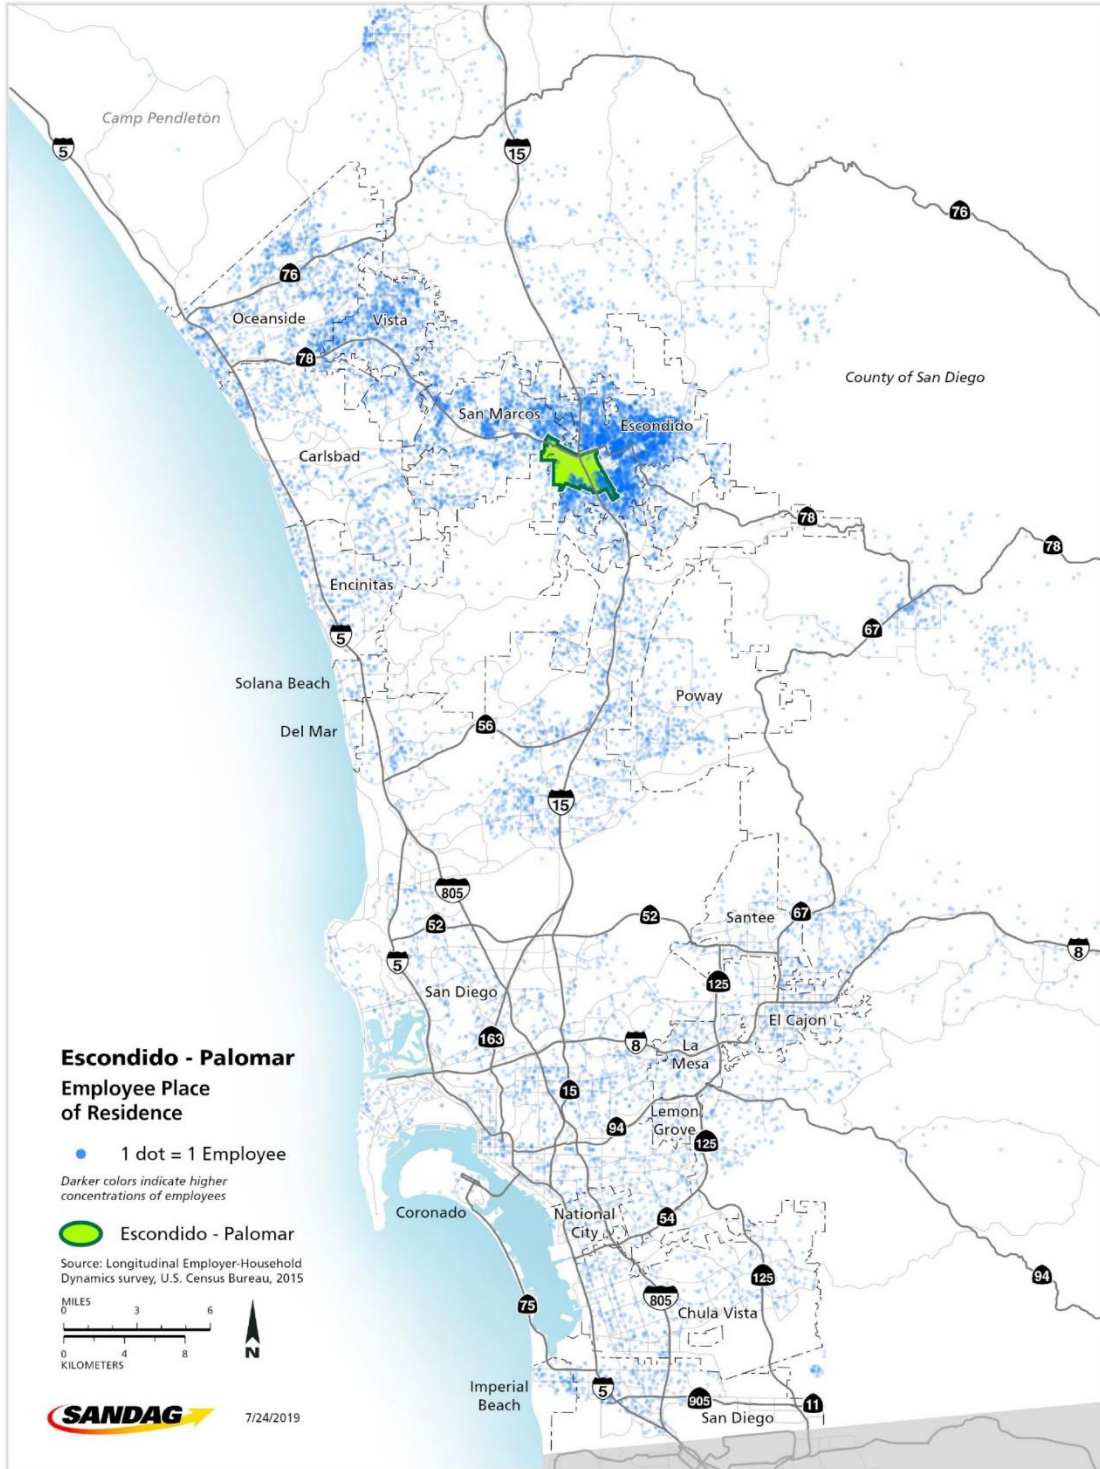 Camp Pendleton
5
15
76
76
Oceanside
Vista
78
County of San Diego
San Marcos
Escondido
Carlsbad
78
78
Encinitas
5
67
Solana Beach
Poway
Del Mar
56
15
805
52
52
Santee
67
5
8
San Diego
125
El Cajon
163
8
La
Mesa
15
94
Lemon
Grove
125
Coronado
National
City
54
125
94
75
805
Chula Vista
Imperial
Beach
5
905
11
San Diego
Escondido - Palomar
Employee Place
of Residence
1 dot = 1 Employee
Darker colors indicate higher
concentrations of employees
Escondido - Palomar
Source: Longitudinal Employer-Household
Dynamics survey, U.S. Census Bureau, 2015
MILES
0 3 6
0 4 8
KILOMETERS
N
SANDAG
7/24/2019